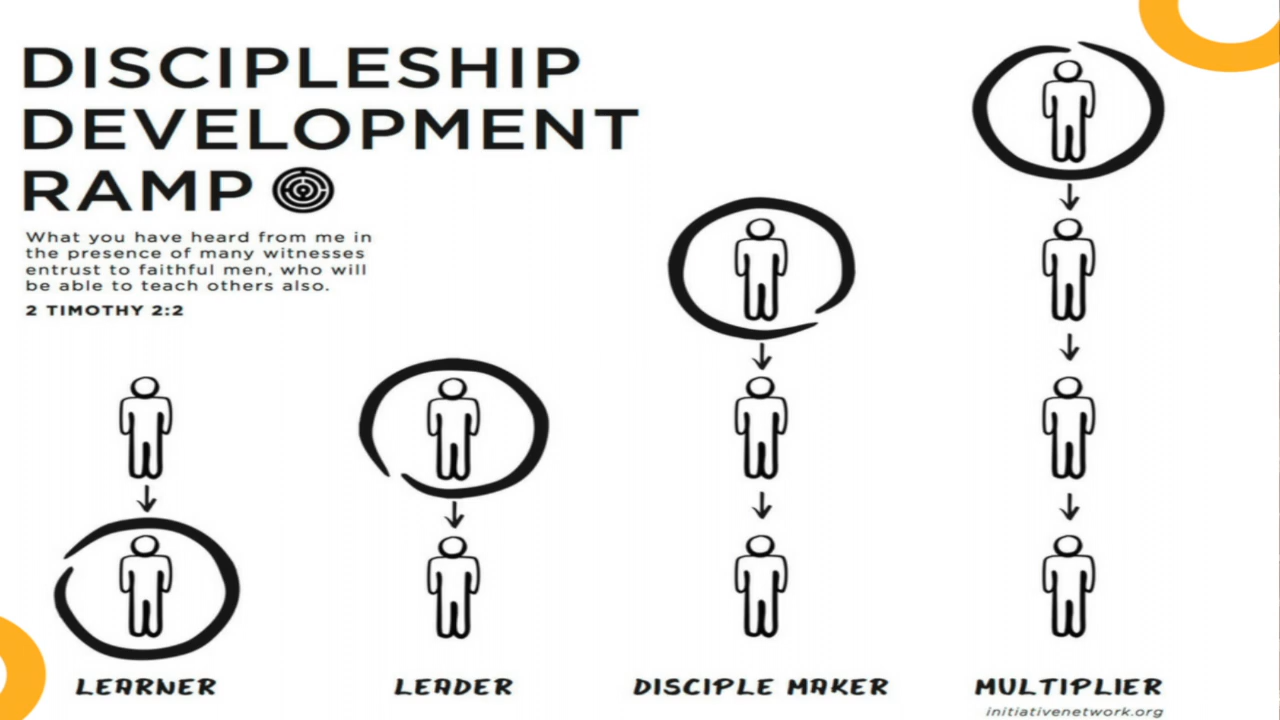 DISCIPLESHIP
DEVELOPMENT
RAMP
What you have heard from me in
the presence of many witnesses
entrust to faithful men, who will
be able to teach others also.
2 TIMOTHY 2:2
LEARNER
LEADER
DISCIPLE MAKER
MULTIPLIER
initiativenetwork.org